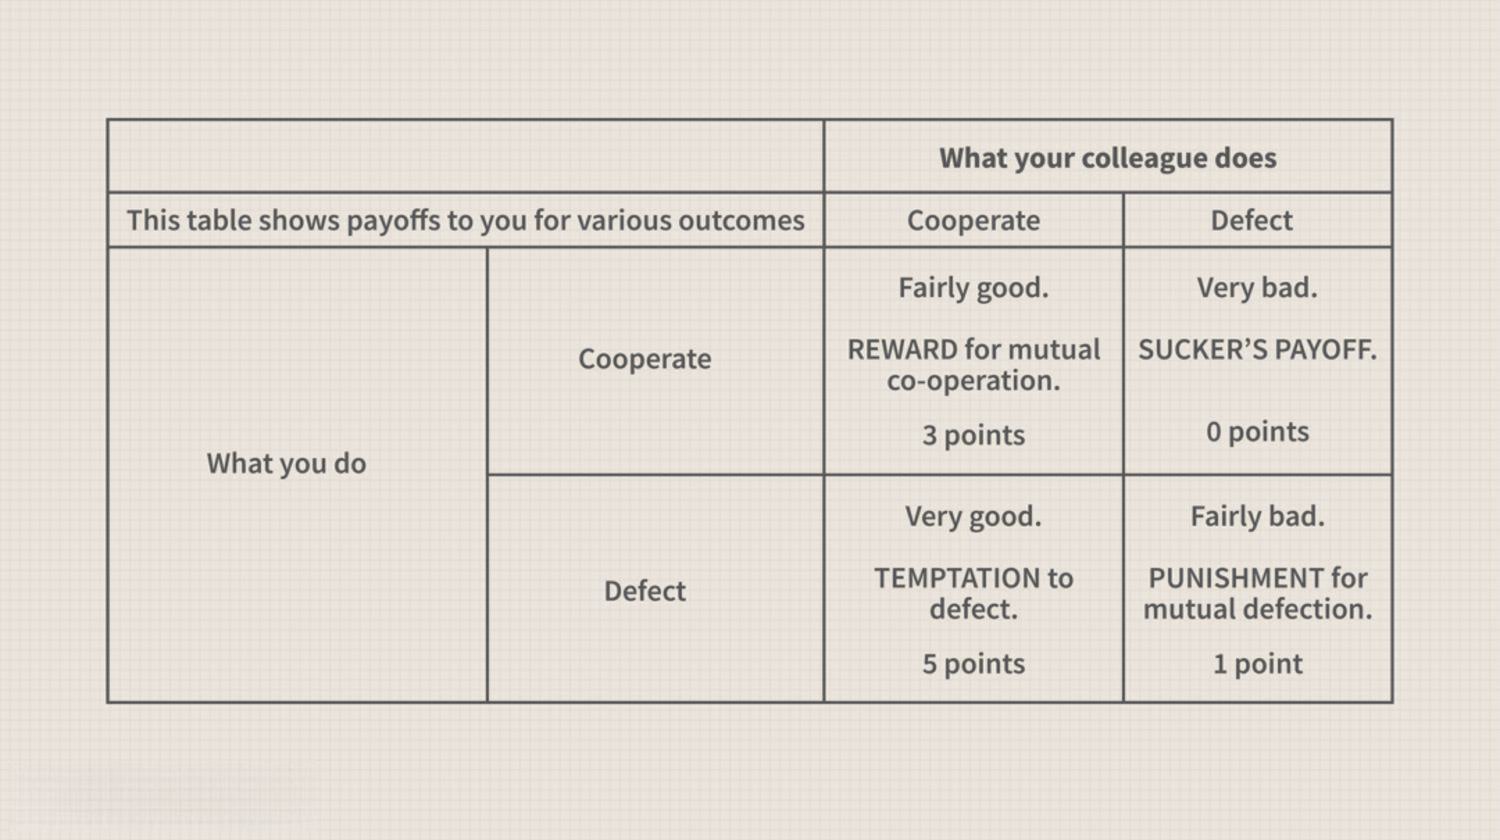 What your colleague does
This table shows payoffs to you for various outcomes
Cooperate
Defect
What you do
Cooperate
Fairly good.
REWARD for mutual
co-operation.
3 points
Very bad.
SUCKER’S PAYOFF.
0 points
Defect
Very good.
TEMPTATION to
defect.
5 points
Fairly bad.
PUNISHMENT for
mutual defection.
1 point